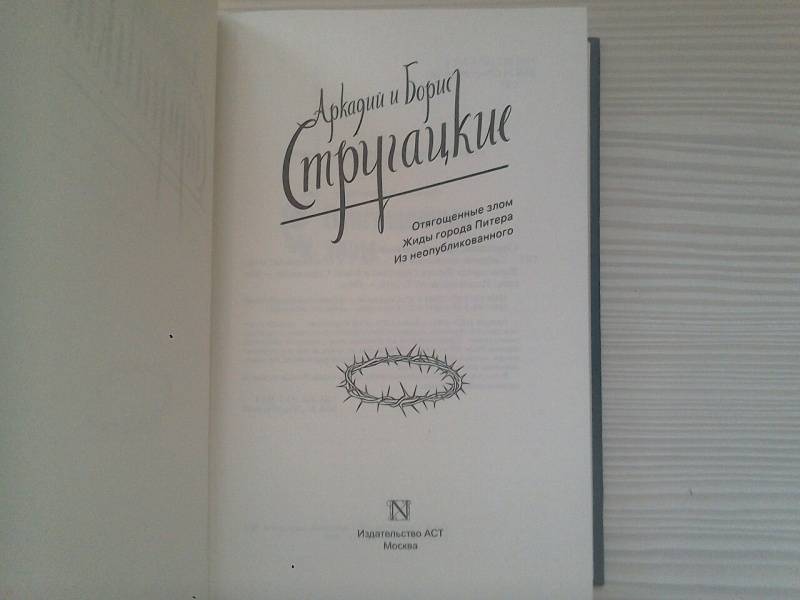 Аркадий и Борис
Стругацкие
Отягощенные злом
Жиды города Питера
Из неопубликованного
N
Издательство АСТ
Москва